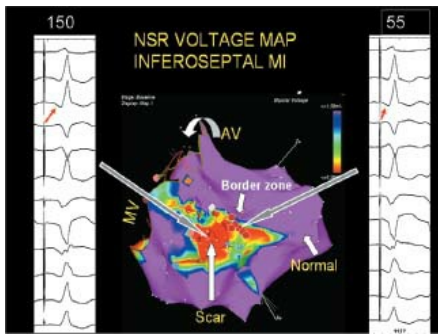 150
55
NSR VOLTAGE MAP
INFEROSEPTAL MI
Bipolar Voltage
AV
Border zone
MV
Normal
Scar